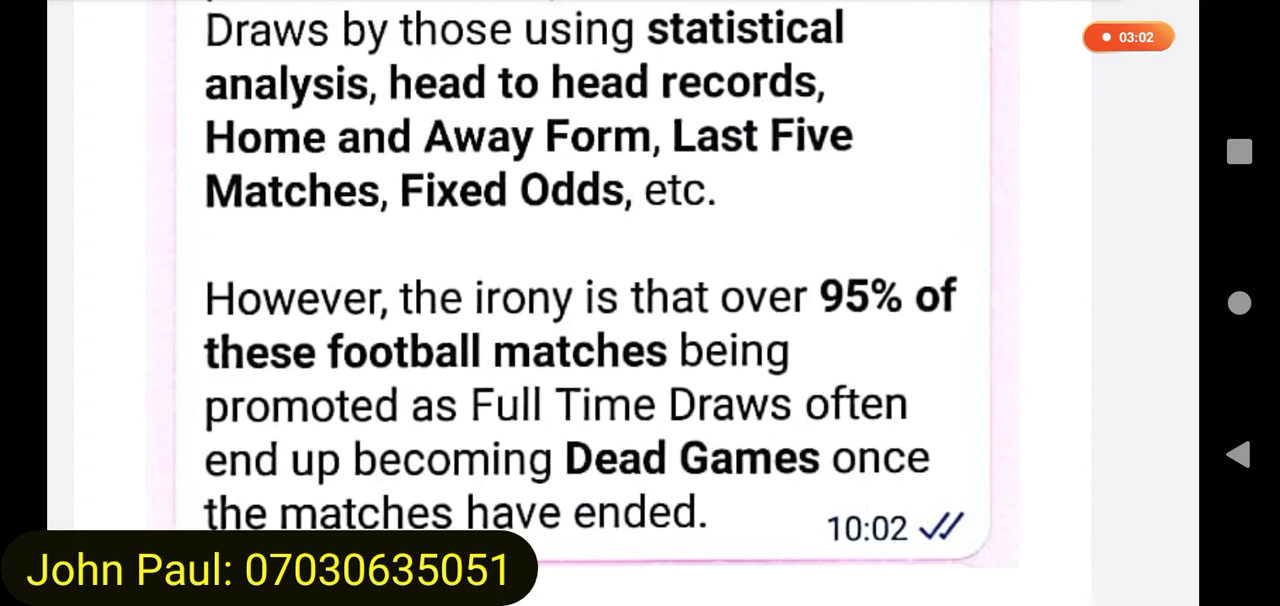 Draws by those using statistical
03:02
analysis, head to head records,
Home and Away Form, Last Five
Matches, Fixed Odds, etc.
However, the irony is that over 95% of
these football matches being
promoted as Full Time Draws often
end up becoming Dead Games once
the matches have ended.
10:02
John Paul: 07030635051